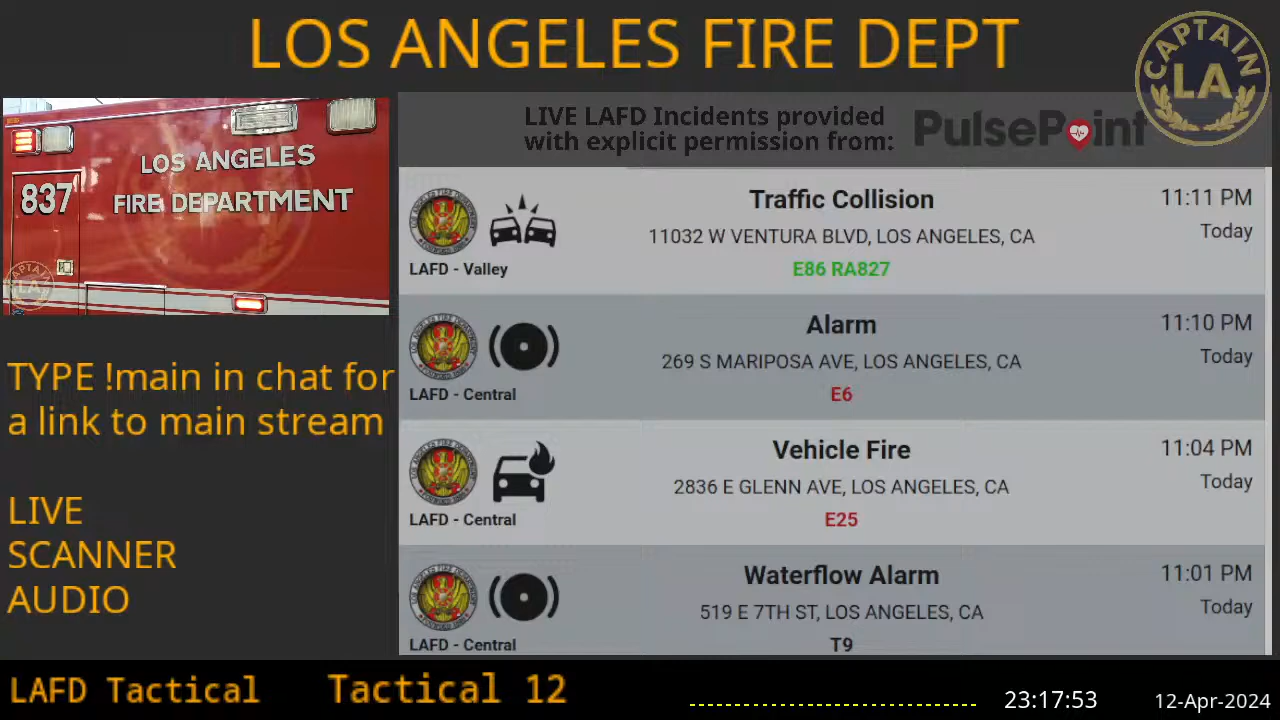 LOS ANGELES FIRE DEPT
CAPTAIN
LA
LOS ANGELES
837
FIRE DEPARTMENT
CAPTAIN
LIVE LAFD Incidents provided
with explicit permission from:
PulsePoint
Traffic Collision
11:11 PM
11032 W VENTURA BLVD, LOS ANGELES, CA
Today
LAFD - Valley
E86 RA827
Alarm
11:10 PM
269 S MARIPOSA AVE, LOS ANGELES, CA
Today
LAFD - Central
E6
Vehicle Fire
11:04 PM
2836 E GLENN AVE, LOS ANGELES, CA
Today
LAFD - Central
E25
Waterflow Alarm
11:01 PM
519 E 7TH ST, LOS ANGELES, CA
Today
LAFD - Central
T9
TYPE !main in chat for
a link to main stream
LIVE
SCANNER
AUDIO
LAFD Tactical
Tactical 12
23:17:53
12-Apr-2024